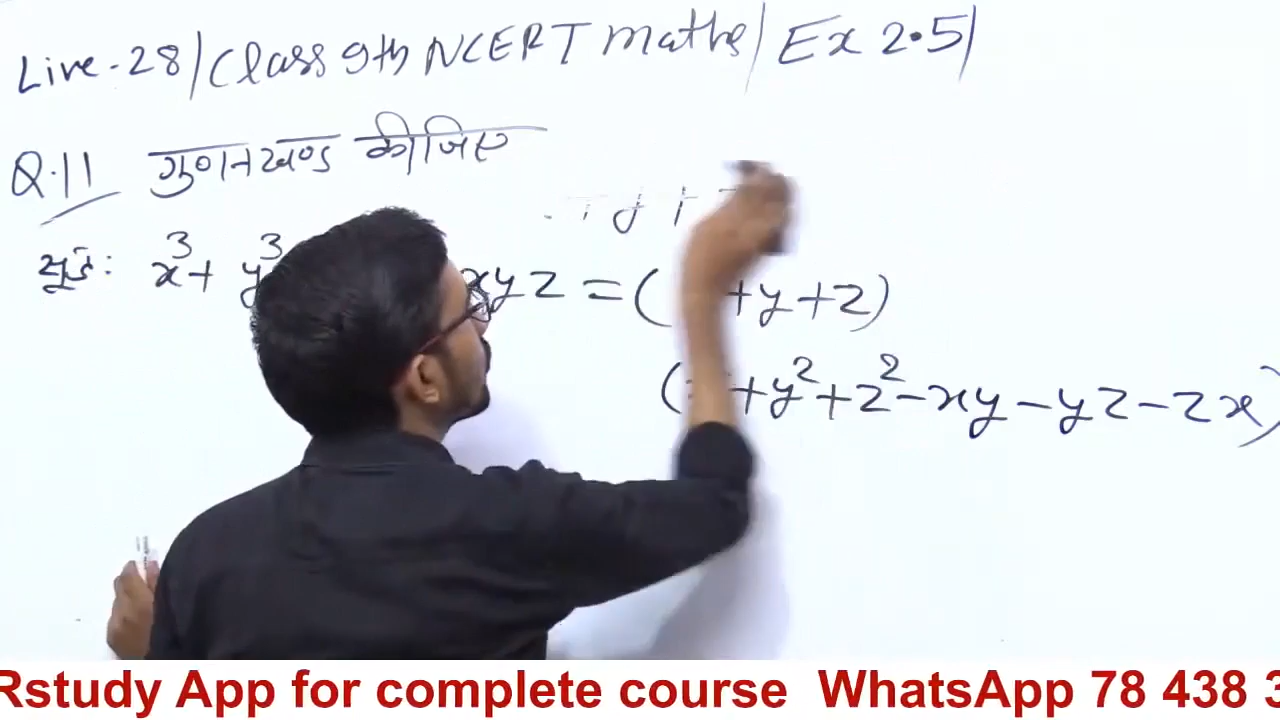 Live-28/Class 9th NCERT maths/Ex 2.5/
Q.11 गुणनखण्ड कीजिए
+ y + z
सूत्र: x³+ y³ xyz = ( +y+z)
( +y²+z²-xy-yz-zx)
Rstudy App for complete course WhatsApp 78 438 3